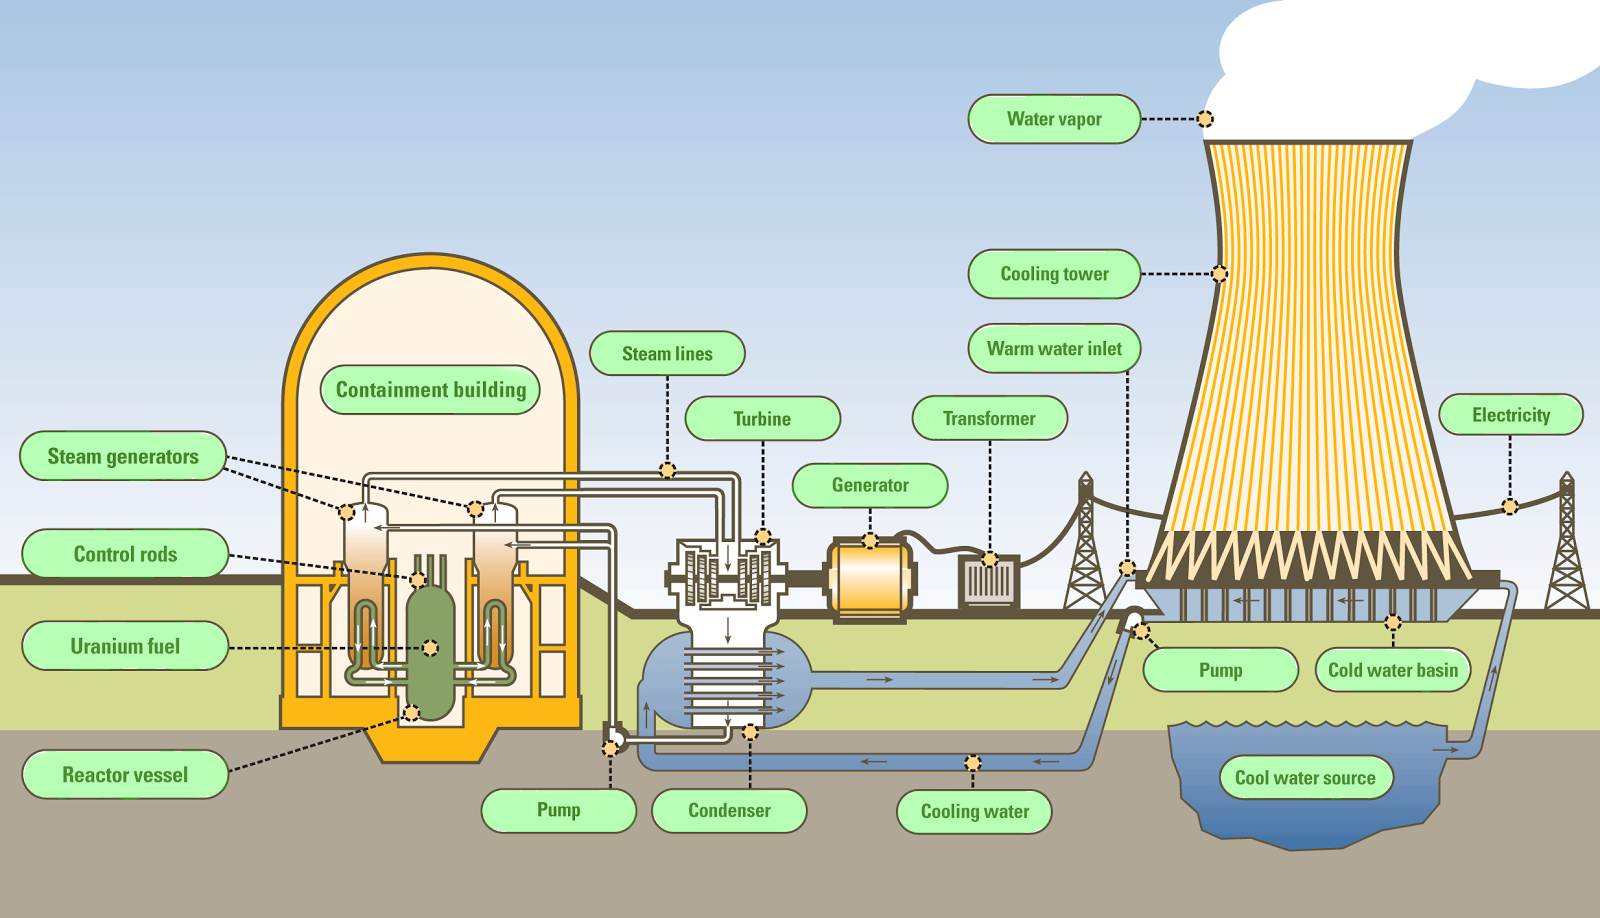 Water vapor
Cooling tower
Warm water inlet
Steam lines
Containment building
Turbine
Transformer
Electricity
Steam generators
Generator
Control rods
Uranium fuel
Pump
Cold water basin
Reactor vessel
Cool water source
Pump
Condenser
Cooling water